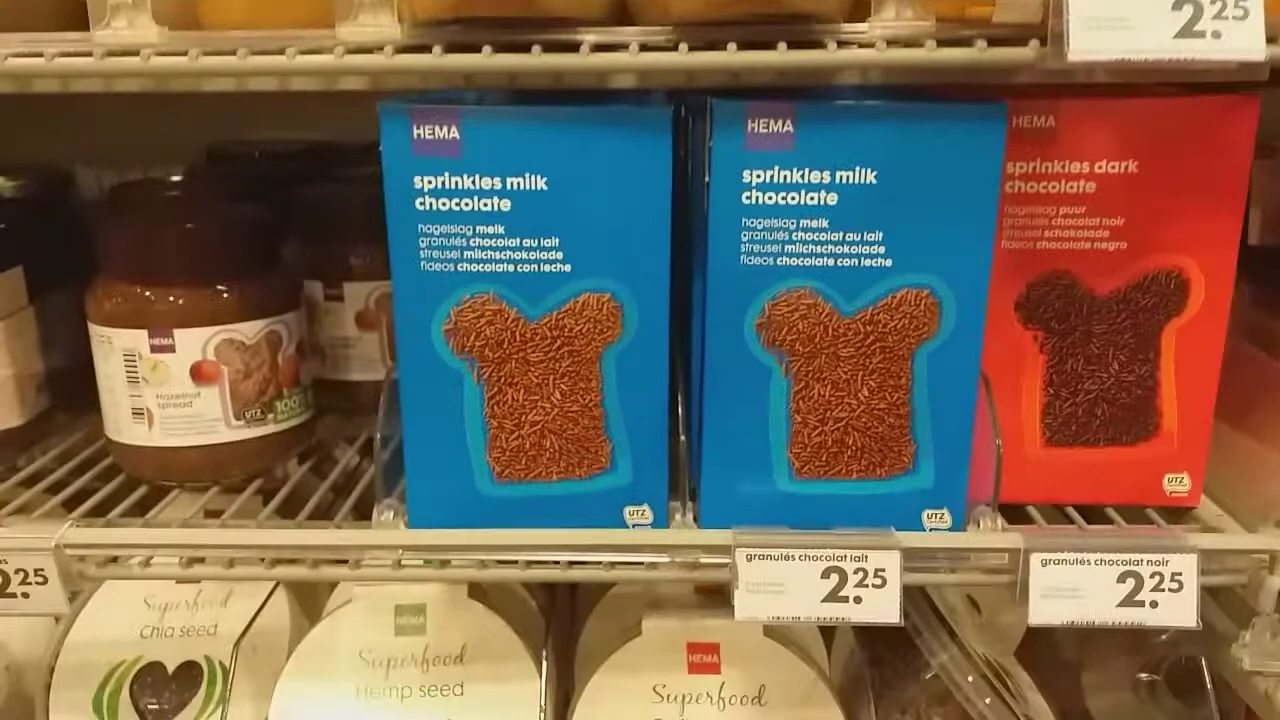 2.25
HEMA
sprinkles milk
chocolate
hagelslag melk
granulés chocolat au lait
streusel milchschokolade
fideos chocolate con leche
UTZ
Certified
HEMA
sprinkles milk
chocolate
hagelslag melk
granulés chocolat au lait
streusel milchschokolade
fideos chocolate con leche
UTZ
Certified
HEMA
sprinkles dark
chocolate
hagelslag puur
granulés chocolat noir
streusel schokolade
fideos chocolate negro
UTZ
Certified
HEMA
Hazelnut
spread
UTZ
100%
2.25
granulés chocolat lait
2.25
granulés chocolat noir
2.25
Superfood
Chia seed
HEMA
Superfood
Hemp seed
HEMA
Superfood